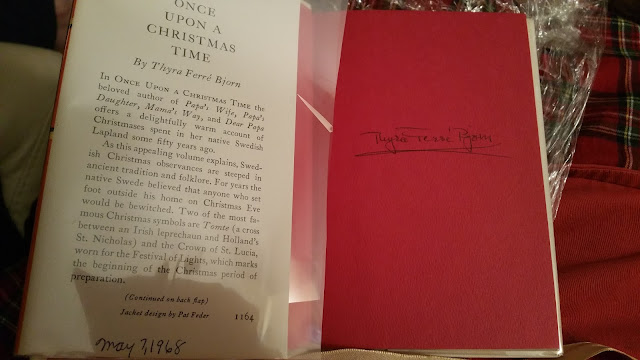 ONCE
UPON A
CHRISTMAS
TIME
By Thyra Ferré Bjorn
In ONCE UPON A CHRISTMAS TIME the
beloved author of Papa's Wife, Papa's
Daughter, Mama's Way, and Dear Papa
offers a delightfully warm account of
Christmases spent in her native Swedish
Lapland some fifty years ago.
As this appealing volume explains, Swed-
ish Christmas observances are steeped in
ancient tradition and folklore. For years the
native Swede believed that anyone who set
foot outside his home on Christmas Eve
would be bewitched. Two of the most fa-
mous Christmas symbols are Tomte (a cross
between an Irish leprechaun and Holland's
St. Nicholas) and the Crown of St. Lucia,
worn for the Festival of Lights, which marks
the beginning of the Christmas period of
preparation.
(Continued on back flap)
Jacket design by Pat Feder
1164
May 7, 1968
Thyra Ferré Bjorn